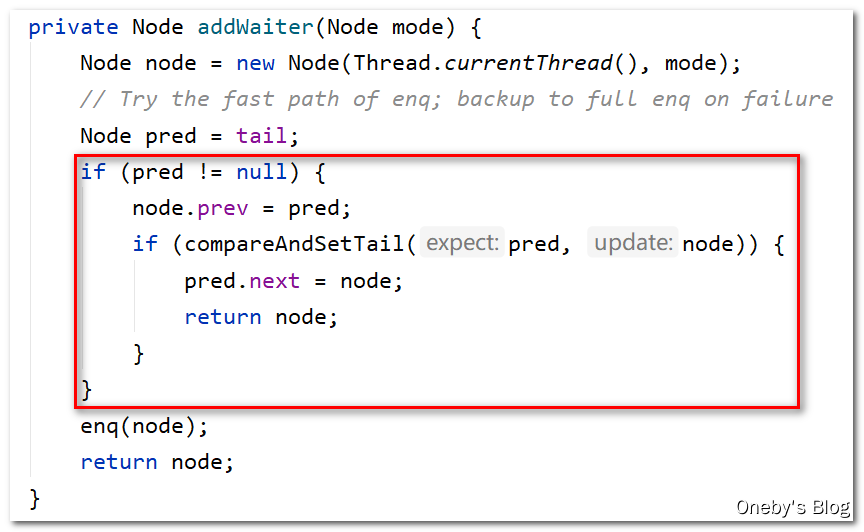 private Node addWaiter(Node mode) {
    Node node = new Node(Thread.currentThread(), mode);
    // Try the fast path of enq; backup to full enq on failure
    Node pred = tail;
    if (pred != null) {
        node.prev = pred;
        if (compareAndSetTail( expect: pred, update: node)) {
            pred.next = node;
            return node;
        }
    }
    enq(node);
    return node;
}
Oneby's Blog